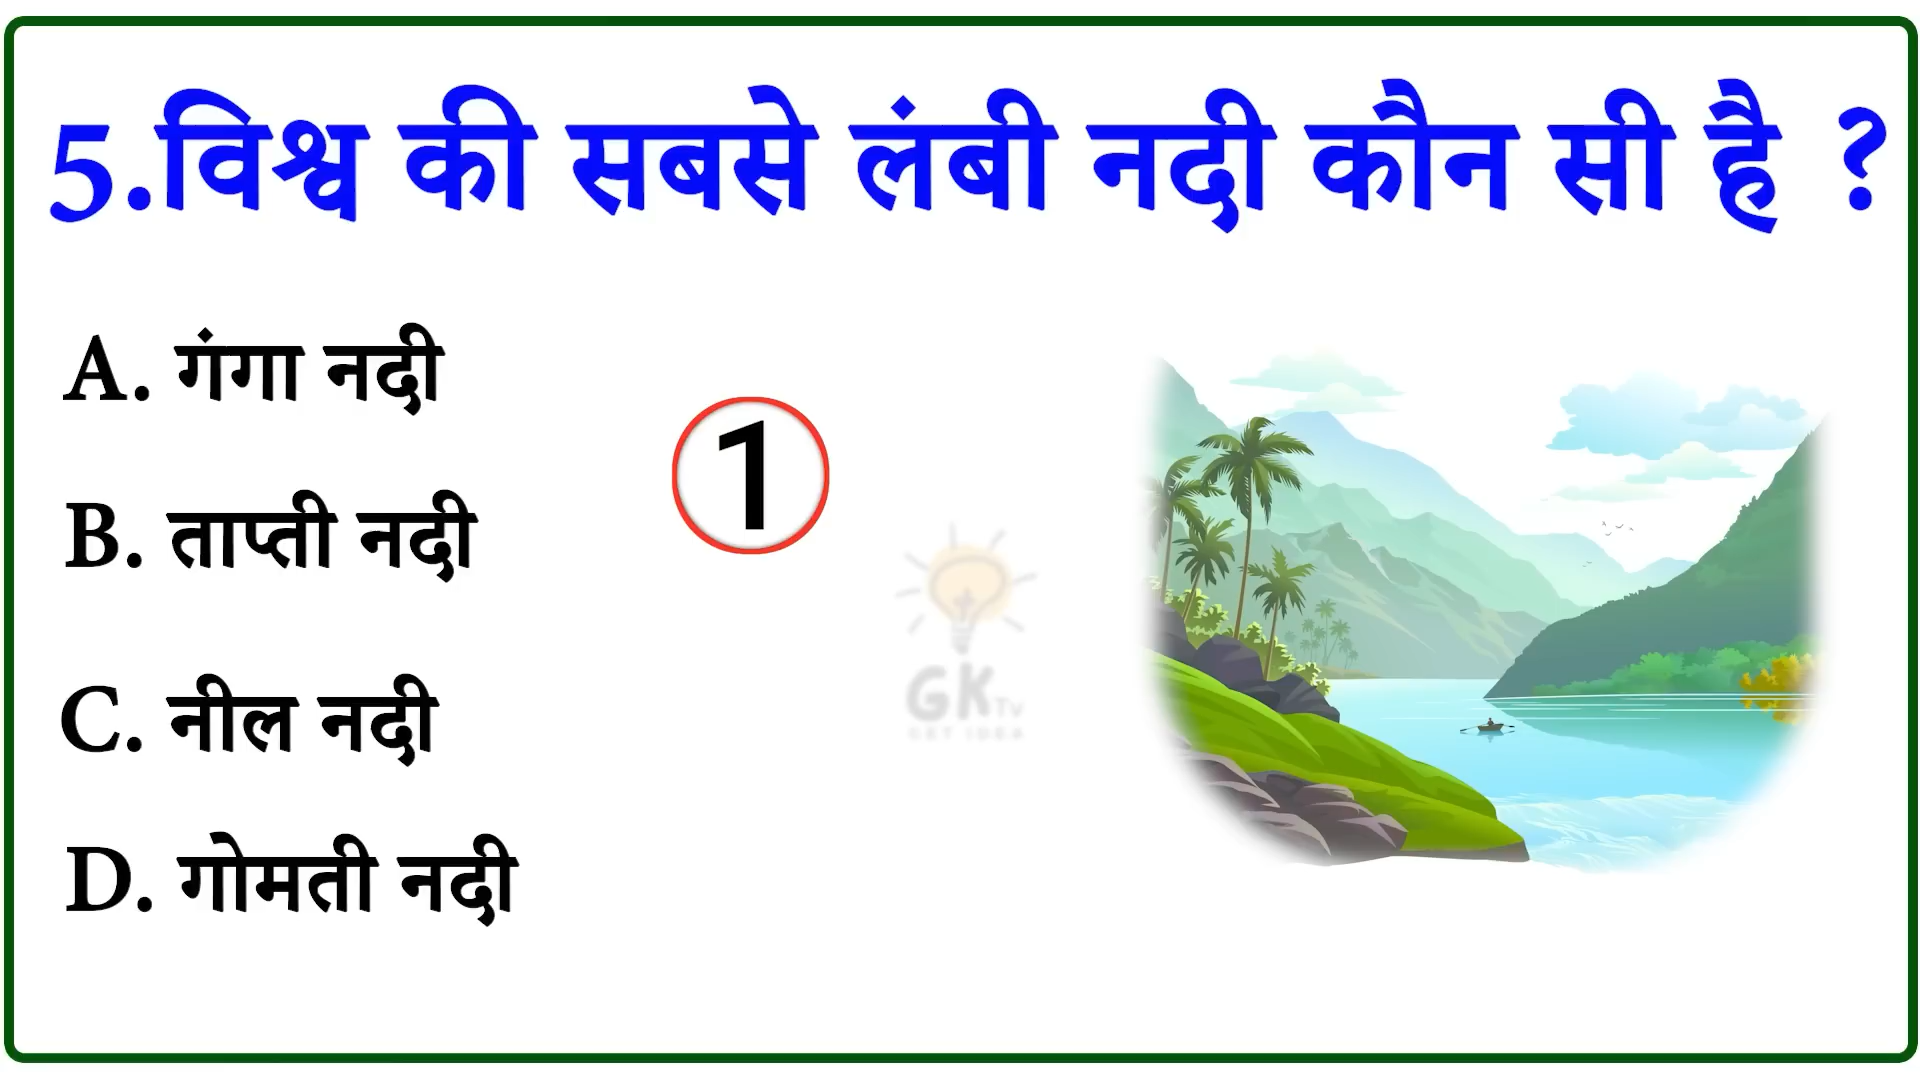 5.विश्व की सबसे लंबी नदी कौन सी है ?
A. गंगा नदी
1
B. ताप्ती नदी
C. नील नदी
GK Tv
GET IDEA
D. गोमती नदी